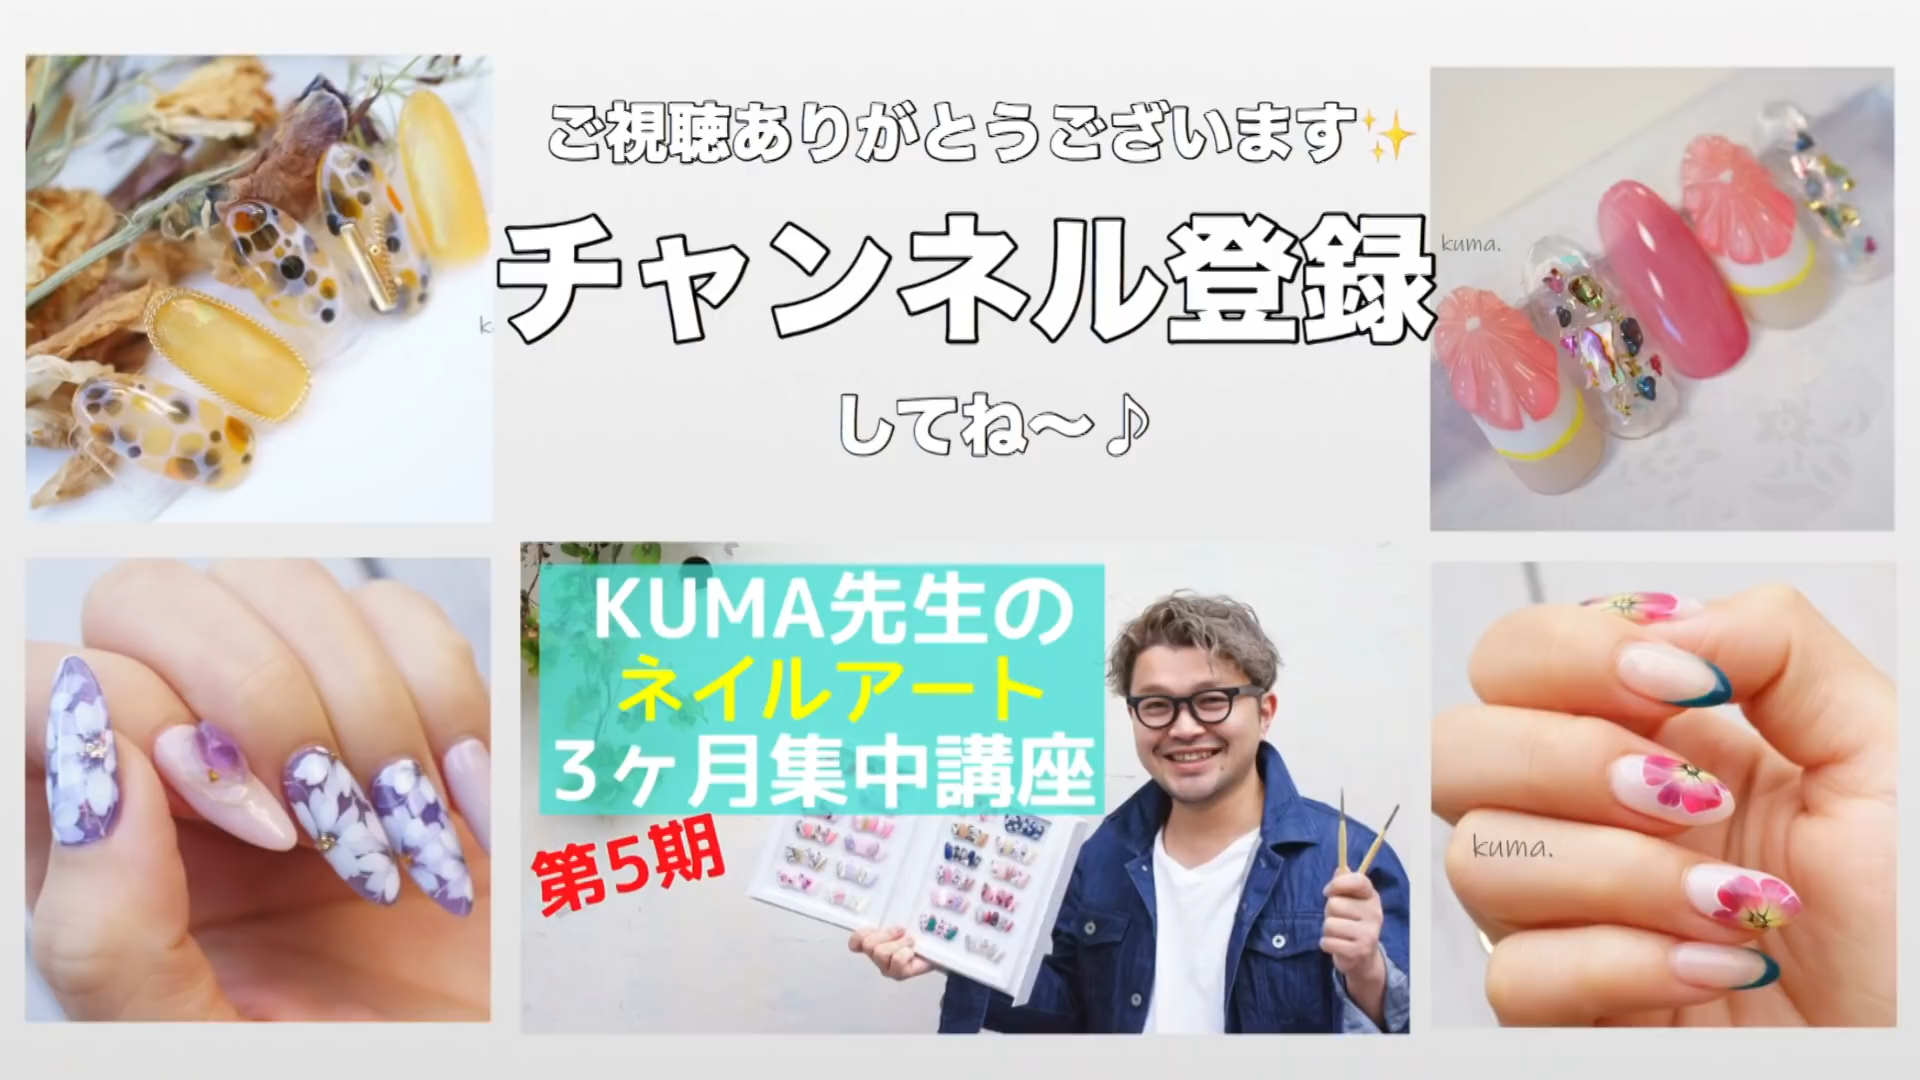 ご視聴ありがとうございます✨
チャンネル登録
してね〜♪
kuma.
KUMA先生の
ネイルアート
3ヶ月集中講座
第5期
kuma.